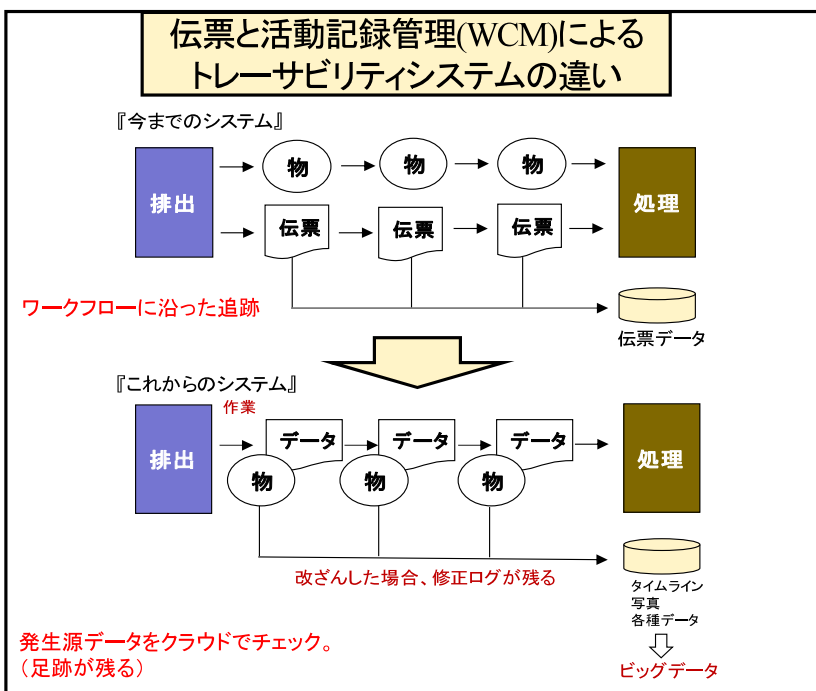 伝票と活動記録管理(WCM)による
トレーサビリティシステムの違い
『今までのシステム』
排出
物
物
物
処理
伝票
伝票
伝票
ワークフローに沿った追跡
伝票データ
『これからのシステム』
作業
排出
データ
データ
データ
処理
物
物
物
改ざんした場合、修正ログが残る
タイムライン
写真
各種データ
発生源データをクラウドでチェック。
（足跡が残る）
ビッグデータ